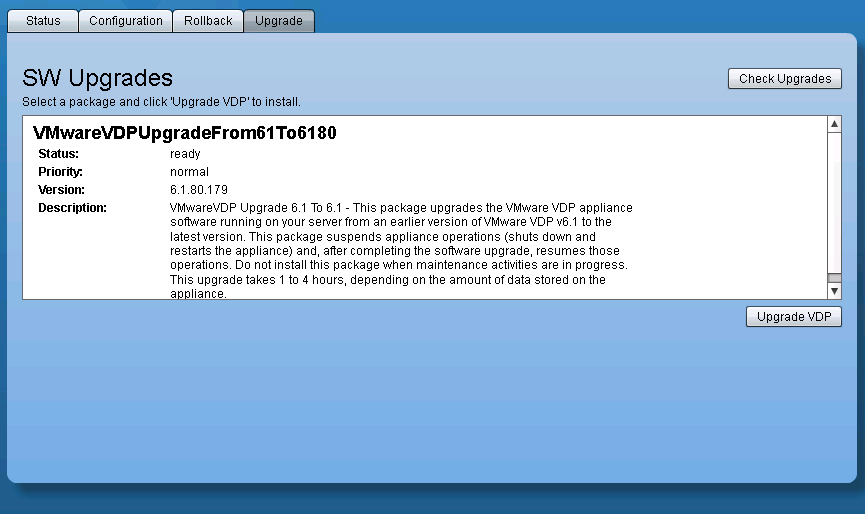 Status Configuration Rollback Upgrade
SW Upgrades
Check Upgrades
Select a package and click 'Upgrade VDP' to install.
VMwareVDPUpgradeFrom61To6180
Status: ready
Priority: normal
Version: 6.1.80.179
Description: VMwareVDP Upgrade 6.1 To 6.1 - This package upgrades the VMware VDP appliance
software running on your server from an earlier version of VMware VDP v6.1 to the
latest version. This package suspends appliance operations (shuts down and
restarts the appliance) and, after completing the software upgrade, resumes those
operations. Do not install this package when maintenance activities are in progress.
This upgrade takes 1 to 4 hours, depending on the amount of data stored on the
appliance.
Upgrade VDP